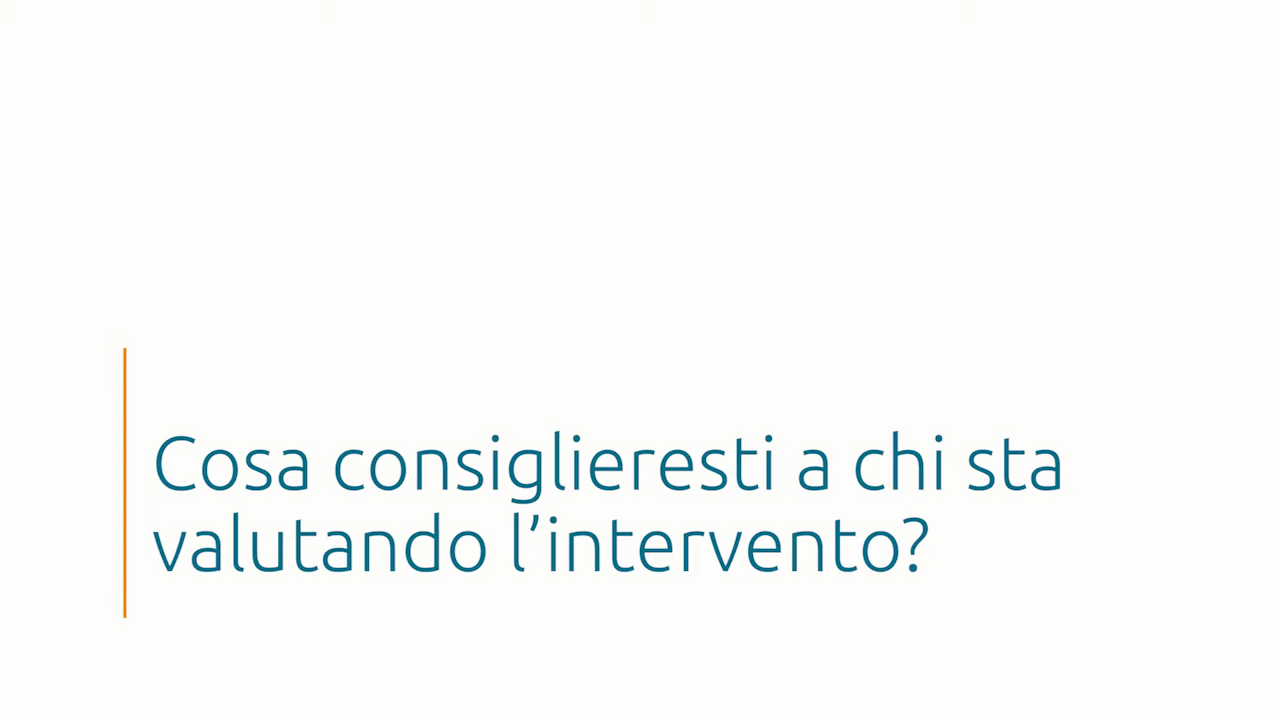 Cosa consiglieresti a chi sta
valutando l’intervento?